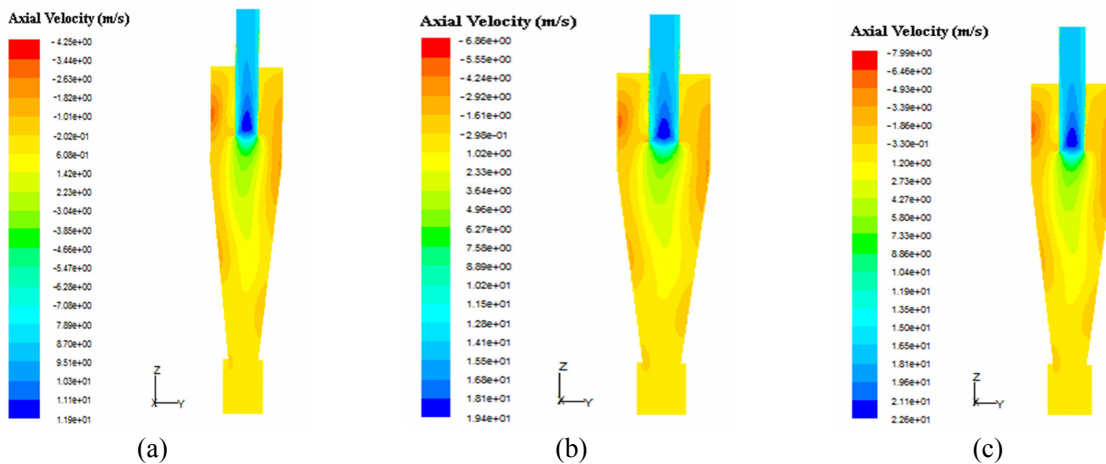 Axial Velocity (m/s)
-4.25e+00
-3.44e+00
-2.63e+00
-1.82e+00
-1.01e+00
-2.02e-01
6.08e-01
1.42e+00
2.23e+00
-3.04e+00
-3.85e+00
-4.66e+00
-5.47e+00
-6.28e+00
-7.08e+00
7.89e+00
8.70e+00
9.51e+00
1.03e+01
1.11e+01
1.19e+01
Z
X
Y
(a)
Axial Velocity (m/s)
-6.86e+00
-5.55e+00
-4.24e+00
-2.92e+00
-1.61e+00
-2.98e-01
1.02e+00
2.33e+00
3.64e+00
4.96e+00
6.27e+00
7.58e+00
8.89e+00
1.02e+01
1.15e+01
1.28e+01
1.41e+01
1.55e+01
1.68e+01
1.81e+01
1.94e+01
Z
Y
(b)
Axial Velocity (m/s)
-7.99e+00
-6.46e+00
-4.93e+00
-3.39e+00
-1.86e+00
-3.30e-01
1.20e+00
2.73e+00
4.27e+00
5.80e+00
7.33e+00
8.86e+00
1.04e+01
1.19e+01
1.35e+01
1.50e+01
1.65e+01
1.81e+01
1.96e+01
2.11e+01
2.26e+01
Z
X
Y
(c)